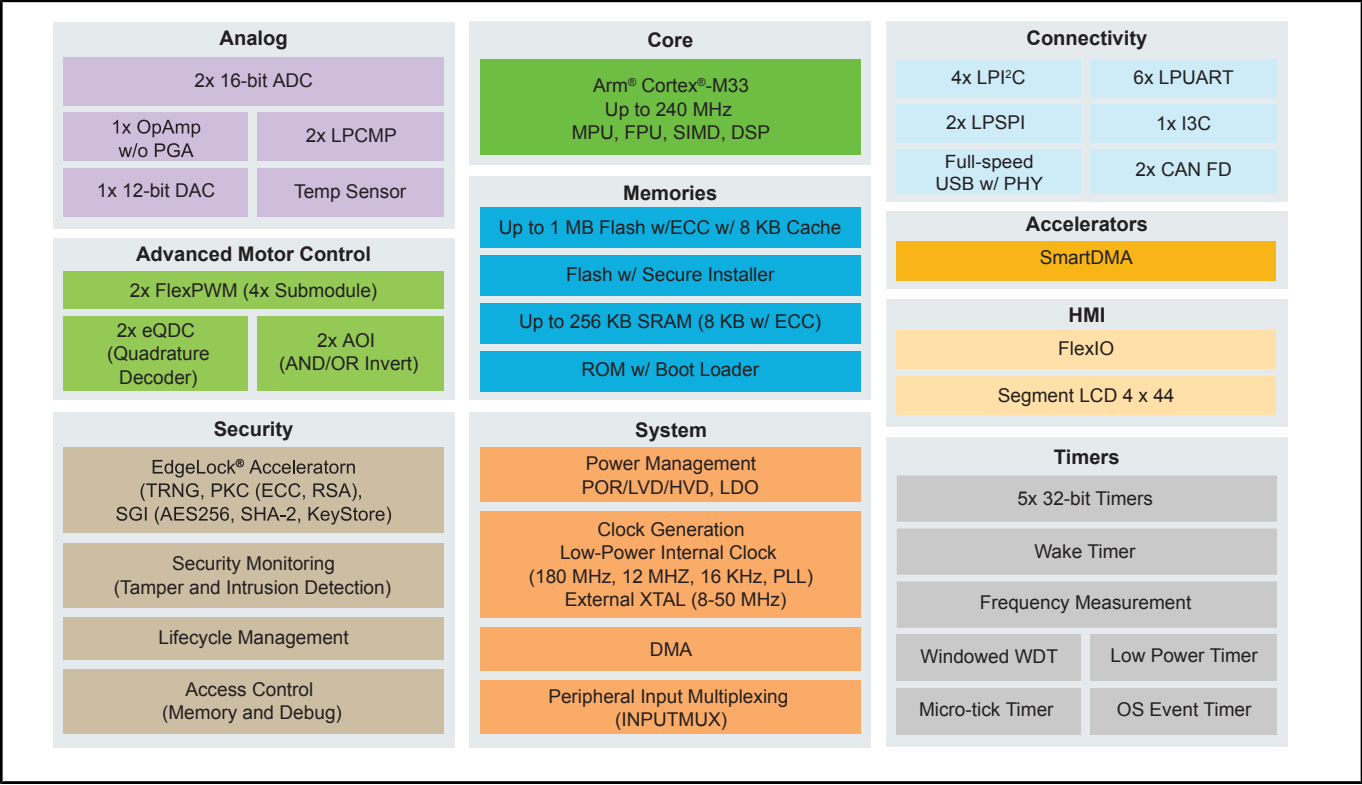 Analog
2x 16-bit ADC
1x OpAmp
w/o PGA
2x LPCMP
1x 12-bit DAC
Temp Sensor
Advanced Motor Control
2x FlexPWM (4x Submodule)
2x eQDC
(Quadrature
Decoder)
2x AOI
(AND/OR Invert)
Security
EdgeLock® Acceleratorn
(TRNG, PKC (ECC, RSA),
SGI (AES256, SHA-2, KeyStore)
Security Monitoring
(Tamper and Intrusion Detection)
Lifecycle Management
Access Control
(Memory and Debug)
Core
Arm® Cortex®-M33
Up to 240 MHz
MPU, FPU, SIMD, DSP
Memories
Up to 1 MB Flash w/ECC w/ 8 KB Cache
Flash w/ Secure Installer
Up to 256 KB SRAM (8 KB w/ ECC)
ROM w/ Boot Loader
System
Power Management
POR/LVD/HVD, LDO
Clock Generation
Low-Power Internal Clock
(180 MHz, 12 MHZ, 16 KHz, PLL)
External XTAL (8-50 MHz)
DMA
Peripheral Input Multiplexing
(INPUTMUX)
Connectivity
4x LPI²C
6x LPUART
2x LPSPI
1x I3C
Full-speed
USB w/ PHY
2x CAN FD
Accelerators
SmartDMA
HMI
FlexIO
Segment LCD 4 x 44
Timers
5x 32-bit Timers
Wake Timer
Frequency Measurement
Windowed WDT
Low Power Timer
Micro-tick Timer
OS Event Timer